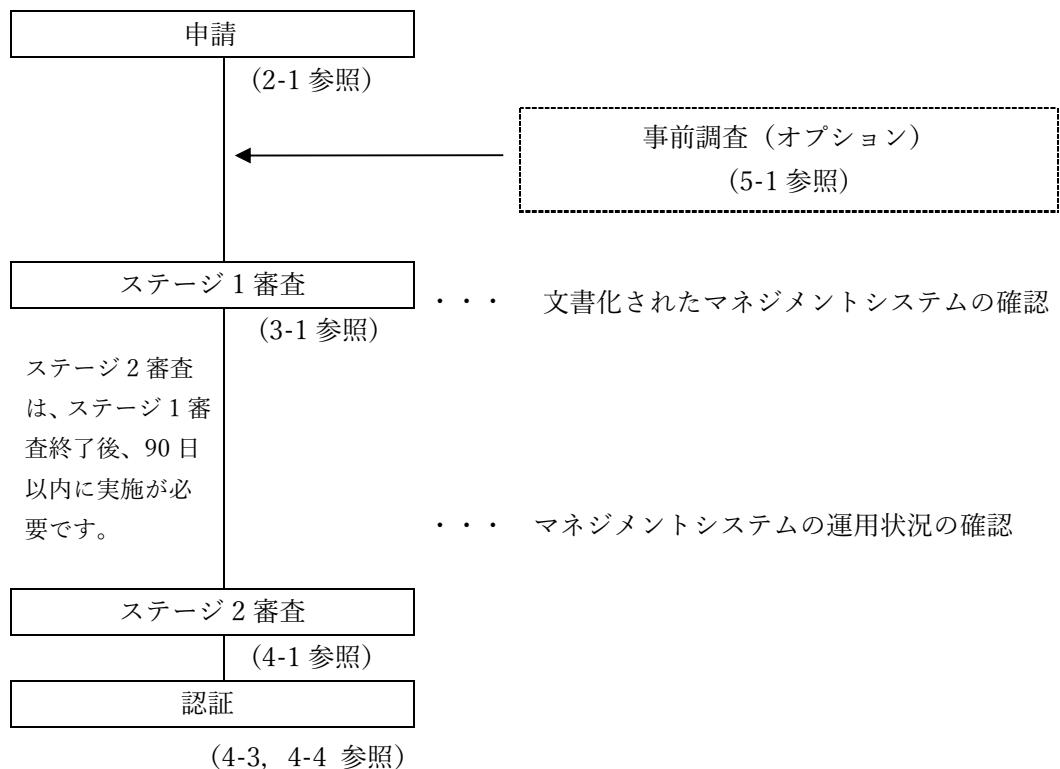 申請
(2-1 参照)
事前調査（オプション）
(5-1 参照)
ステージ 1 審査
・・・ 文書化されたマネジメントシステムの確認
(3-1 参照)
ステージ 2 審査
は、ステージ 1 審
査終了後、90 日
以内に実施が必
要です。
・・・ マネジメントシステムの運用状況の確認
ステージ 2 審査
(4-1 参照)
認証
(4-3, 4-4 参照)